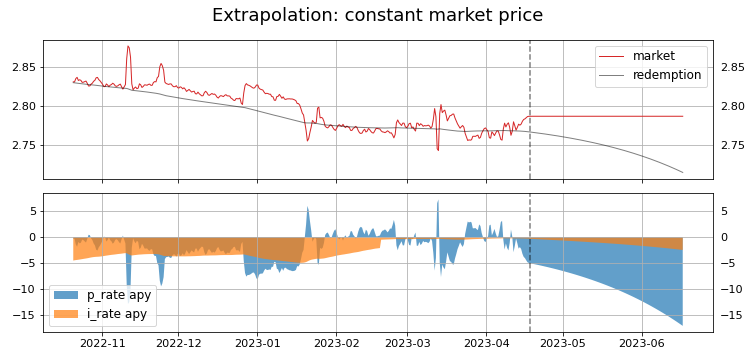 Extrapolation: constant market price
2.85 2.85
2.80 2.80
2.75 2.75
market
redemption
5 5
0 0
−5 −5
−10 −10
−15 −15
p_rate apy
i_rate apy
2022-11 2022-12 2023-01 2023-02 2023-03 2023-04 2023-05 2023-06